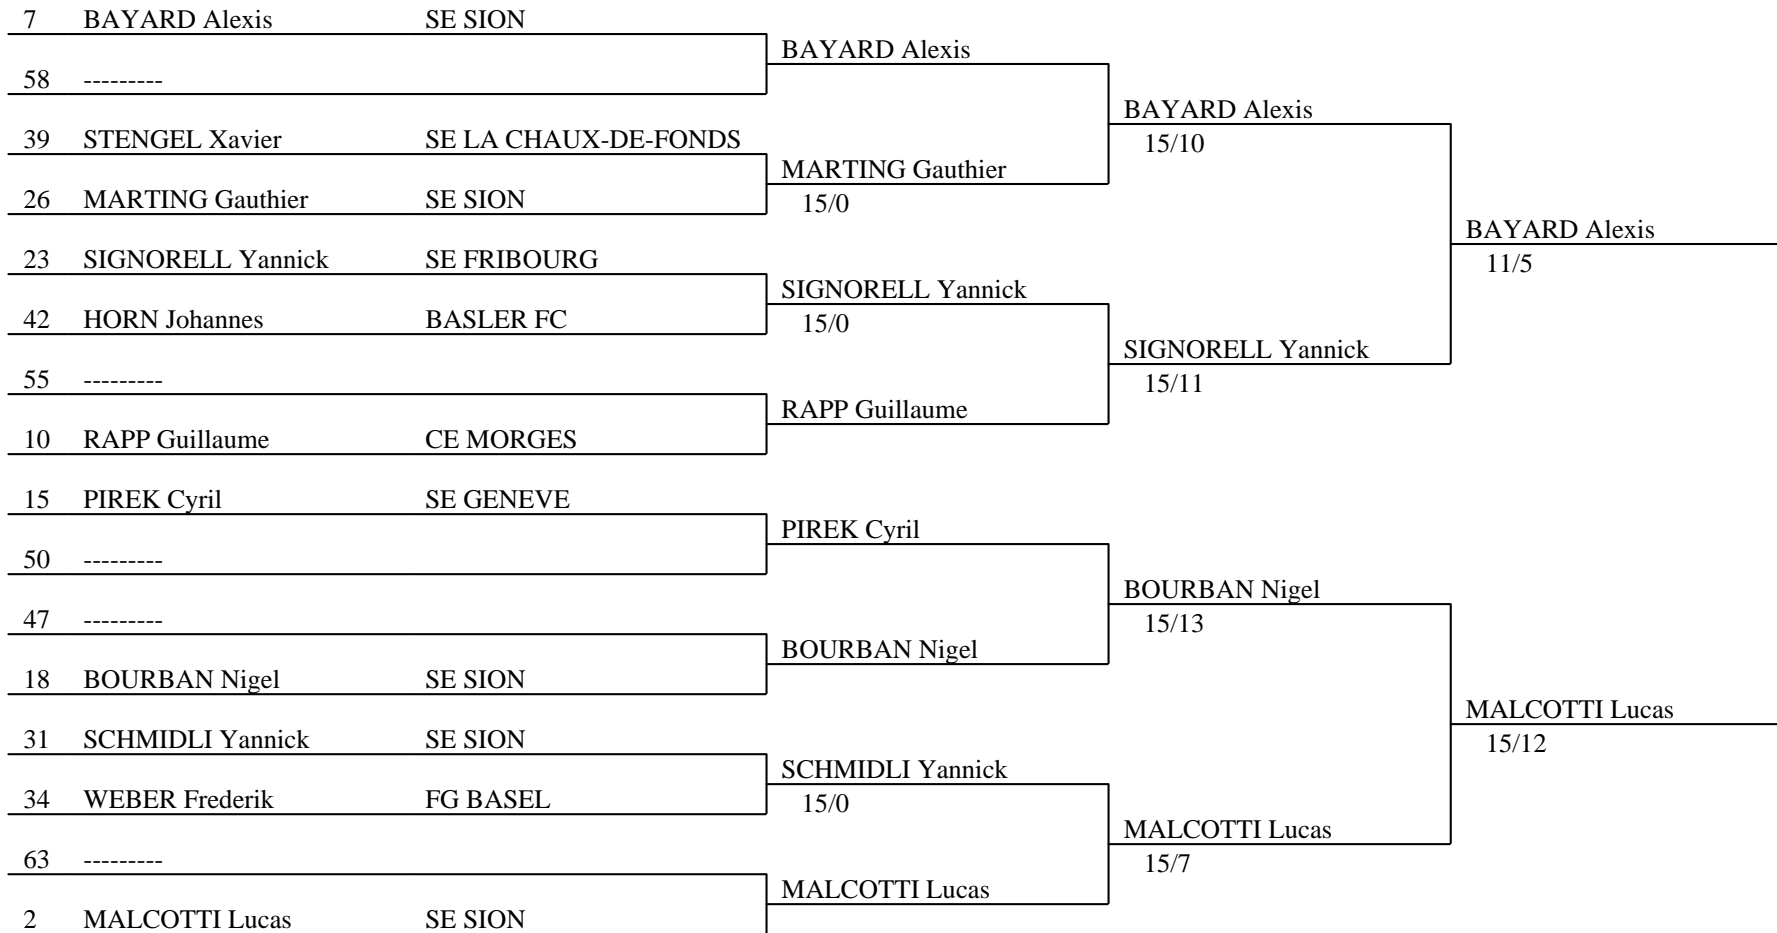 7 BAYARD Alexis SE SION
58 ---------
39 STENGEL Xavier SE LA CHAUX-DE-FONDS
26 MARTING Gauthier SE SION
23 SIGNORELL Yannick SE FRIBOURG
42 HORN Johannes BASLER FC
55 ---------
10 RAPP Guillaume CE MORGES
15 PIREK Cyril SE GENEVE
50 ---------
47 ---------
18 BOURBAN Nigel SE SION
31 SCHMIDLI Yannick SE SION
34 WEBER Frederik FG BASEL
63 ---------
2 MALCOTTI Lucas SE SION
BAYARD Alexis
MARTING Gauthier
15/0
SIGNORELL Yannick
15/0
RAPP Guillaume
PIREK Cyril
BOURBAN Nigel
SCHMIDLI Yannick
15/0
MALCOTTI Lucas
BAYARD Alexis
15/10
SIGNORELL Yannick
15/11
BOURBAN Nigel
15/13
MALCOTTI Lucas
15/7
BAYARD Alexis
11/5
MALCOTTI Lucas
15/12